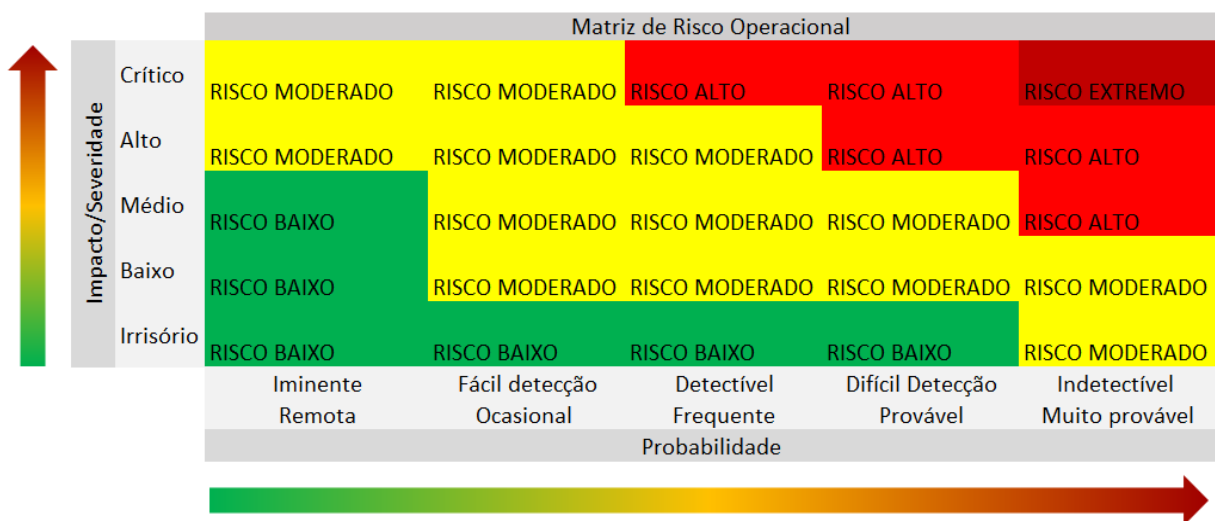 Matriz de Risco Operacional
Impacto/Severidade
Crítico
RISCO MODERADO RISCO MODERADO RISCO ALTO RISCO ALTO RISCO EXTREMO
Alto
RISCO MODERADO RISCO MODERADO RISCO MODERADO RISCO ALTO RISCO ALTO
Médio
RISCO BAIXO RISCO MODERADO RISCO MODERADO RISCO MODERADO RISCO ALTO
Baixo
RISCO BAIXO RISCO MODERADO RISCO MODERADO RISCO MODERADO RISCO MODERADO
Irrisório
RISCO BAIXO RISCO BAIXO RISCO BAIXO RISCO BAIXO RISCO MODERADO
Iminente Fácil detecção Detectível Difícil Detecção Indetectível
Remota Ocasional Frequente Provável Muito provável
Probabilidade